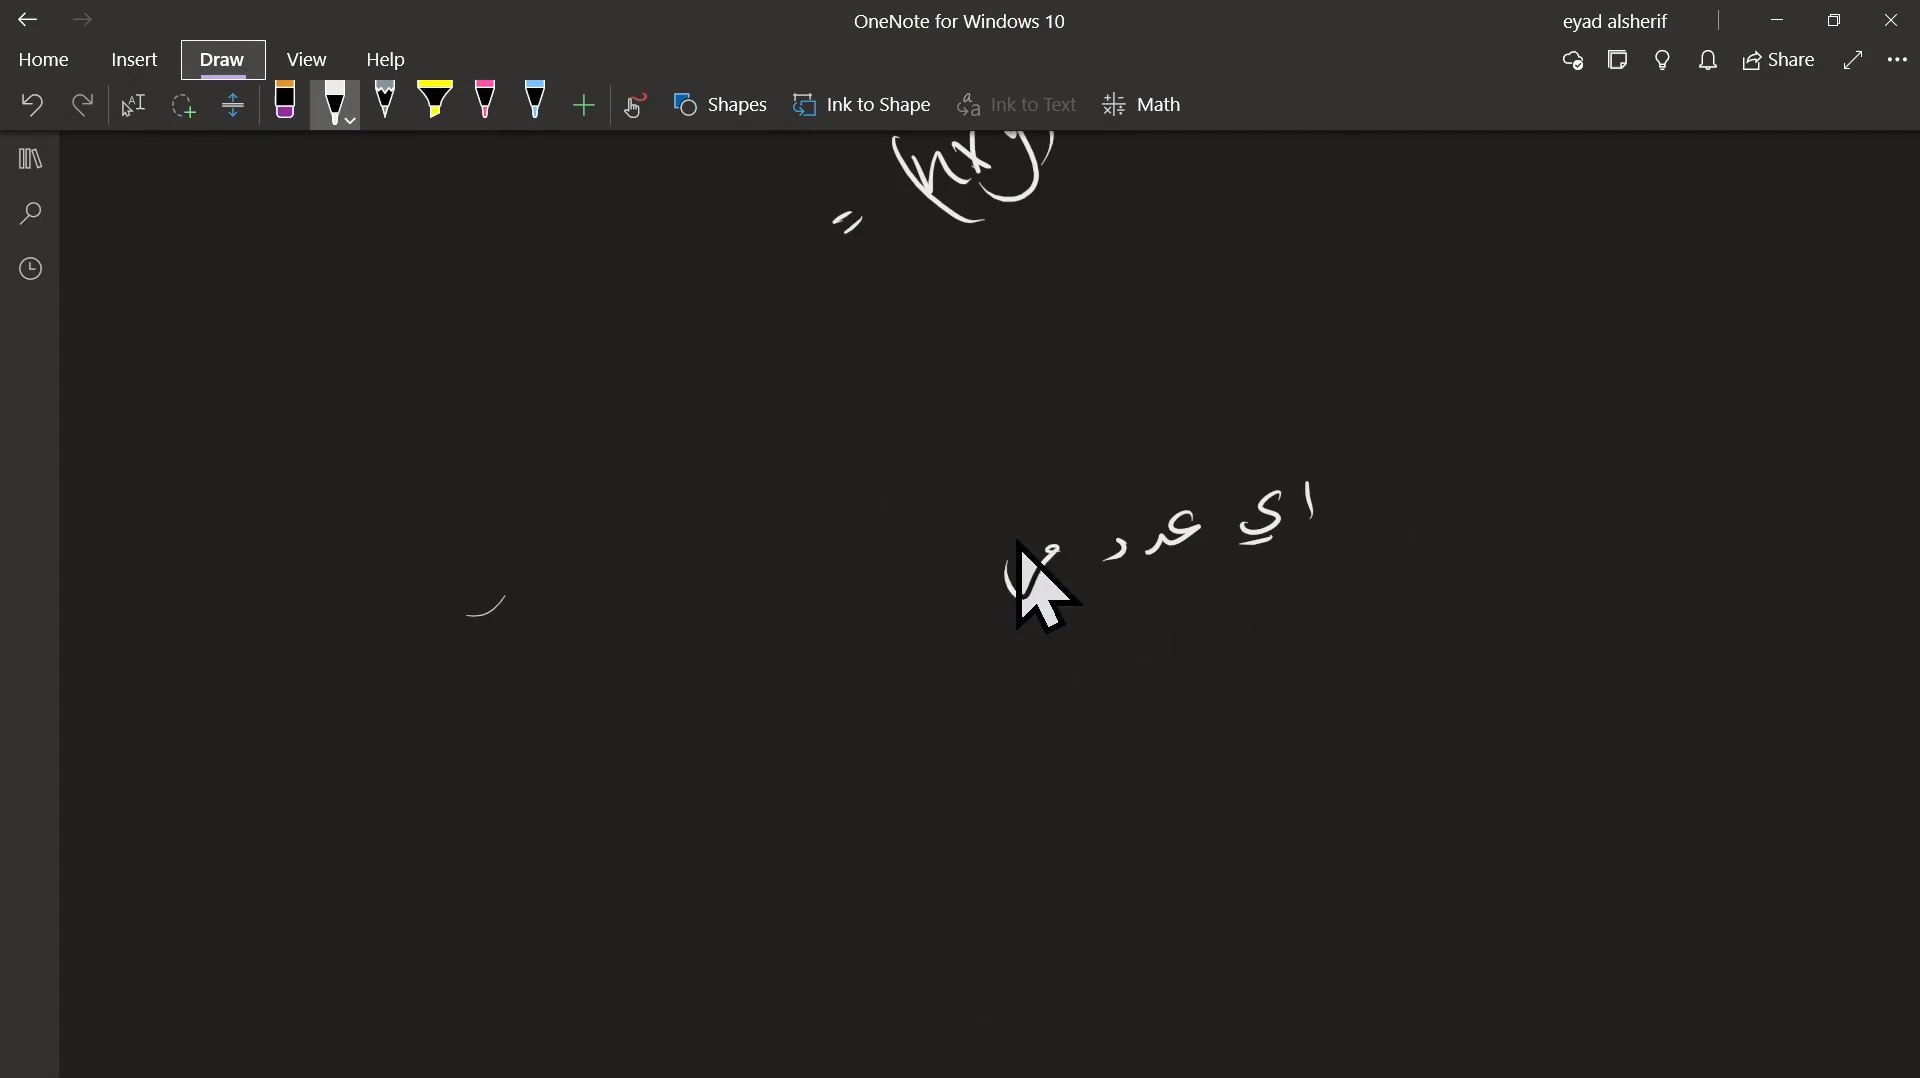 OneNote for Windows 10
eyad alsherif
Home Insert Draw View Help
Share
Shapes Ink to Shape Ink to Text Math
=
اي عدد